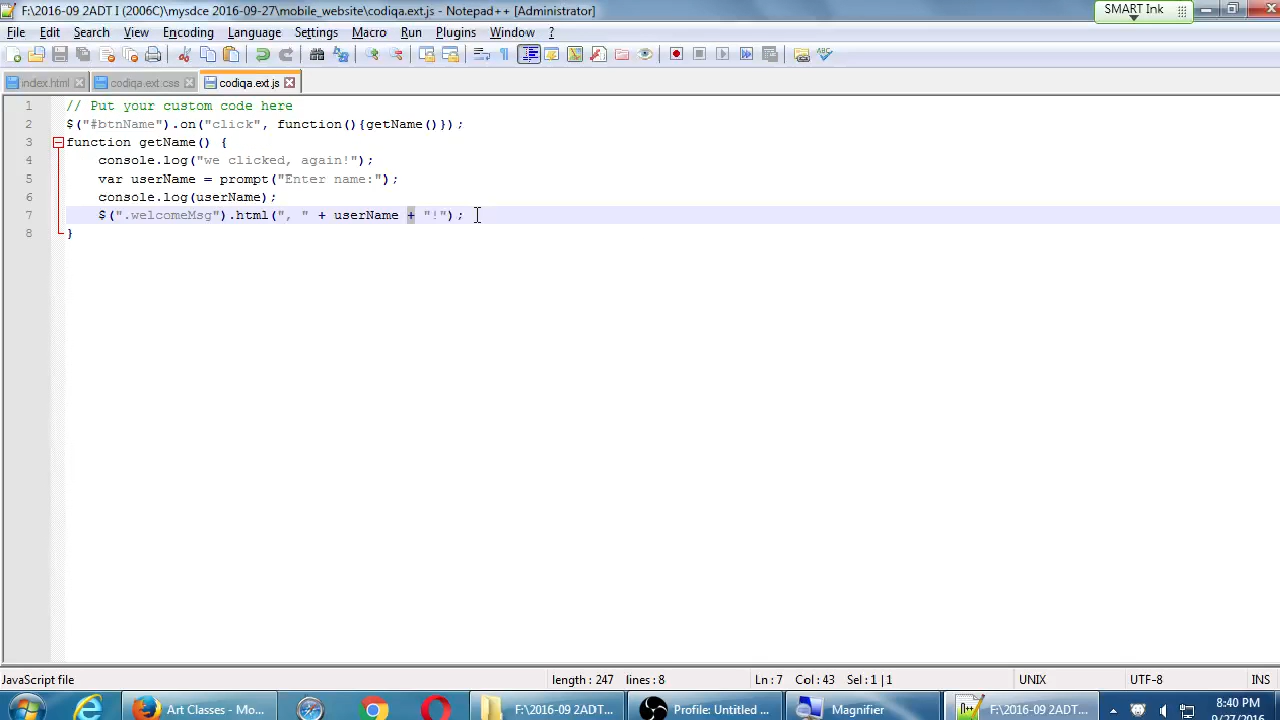 F:\2016-09 2ADT I (2006C)\mysdce 2016-09-27\mobile_website\codiqa.ext.js - Notepad++ [Administrator]
SMART Ink
File Edit Search View Encoding Language Settings Macro Run Plugins Window ?
index.html codiqa.ext.css codiqa.ext.js
1 // Put your custom code here
2 $("#btnName").on("click", function(){getName()});
3 function getName() {
4 console.log("we clicked, again!");
5 var userName = prompt("Enter name:");
6 console.log(userName);
7 $(".welcomeMsg").html(", " + userName + "!");
8 }
JavaScript file length : 247 lines : 8 Ln : 7 Col : 43 Sel : 1 | 1 UNIX UTF-8 INS
Art Classes - Mo... F:\2016-09 2ADT... Profile: Untitled ... Magnifier F:\2016-09 2ADT... 8:40 PM
9/27/2016